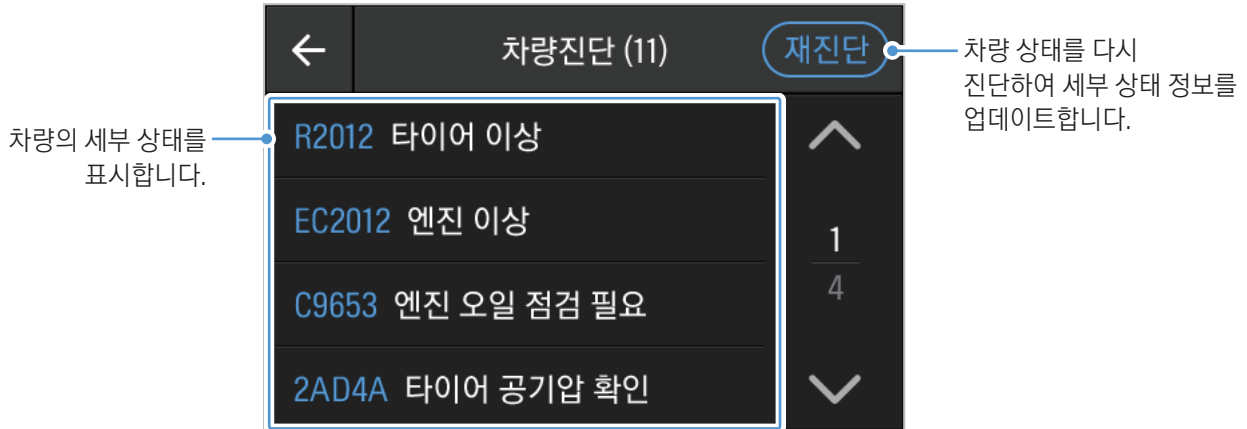 차량진단 (11)
재진단
차량 상태를 다시
진단하여 세부 상태 정보를
업데이트합니다.
차량의 세부 상태를
표시합니다.
R2012 타이어 이상
EC2012 엔진 이상
C9653 엔진 오일 점검 필요
2AD4A 타이어 공기압 확인
1
4